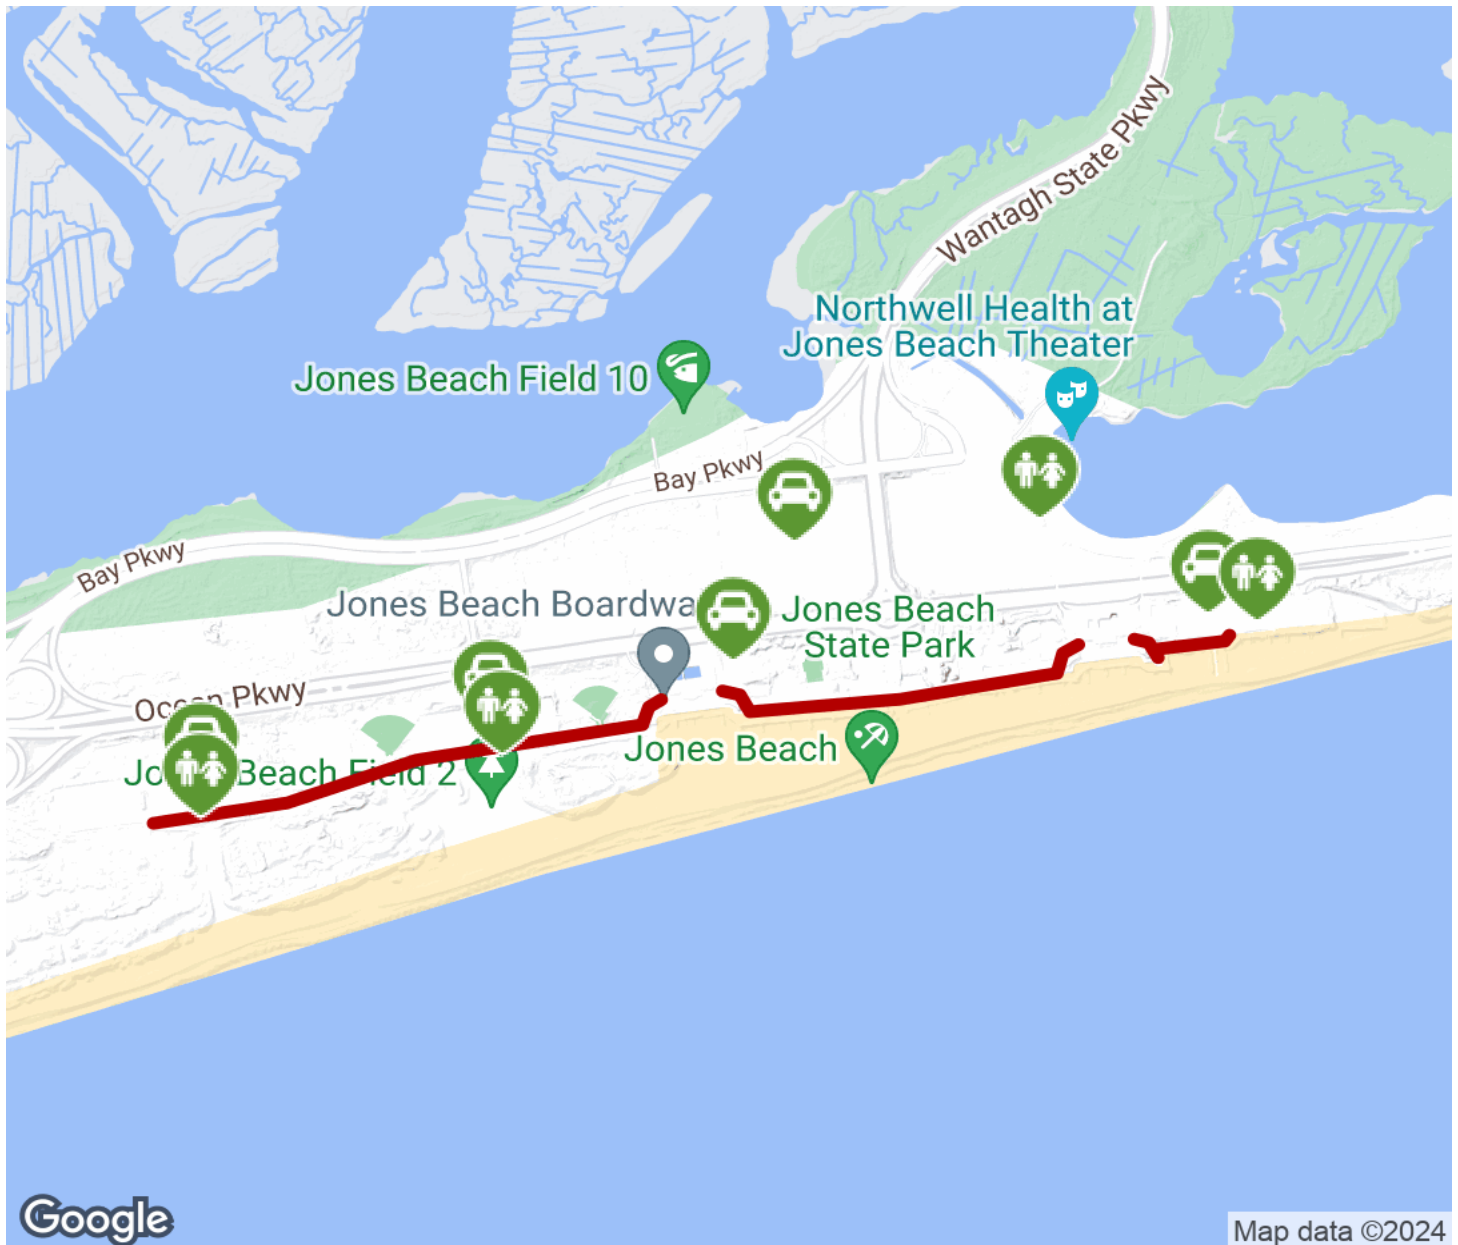 Wantagh State Pkwy
Northwell Health at
Jones Beach Theater
Jones Beach Field 10
Bay Pkwy
Bay Pkwy
Jones Beach Boardwa
Jones Beach
State Park
Ocean Pkwy
Jones Beach
Beach Field 2
Google
Map data ©2024